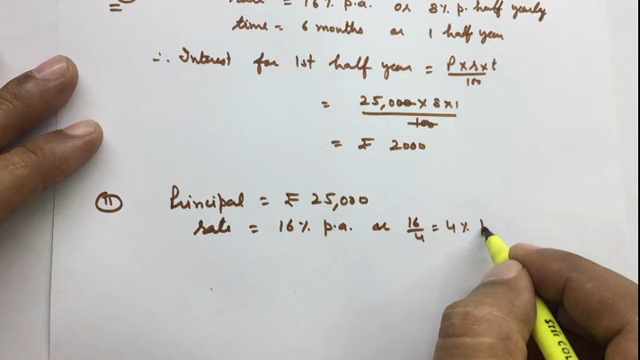 = 16% p.a. or 8% p. half yearly
= time = 6 months or 1 half year
∴ Interest for 1st half year = P x r x t / 100
= 25,000 x 8 x 1 / 100
= ₹ 2000
(ii) Principal = ₹ 25,000
rate = 16% p.a. or 16/4 = 4%